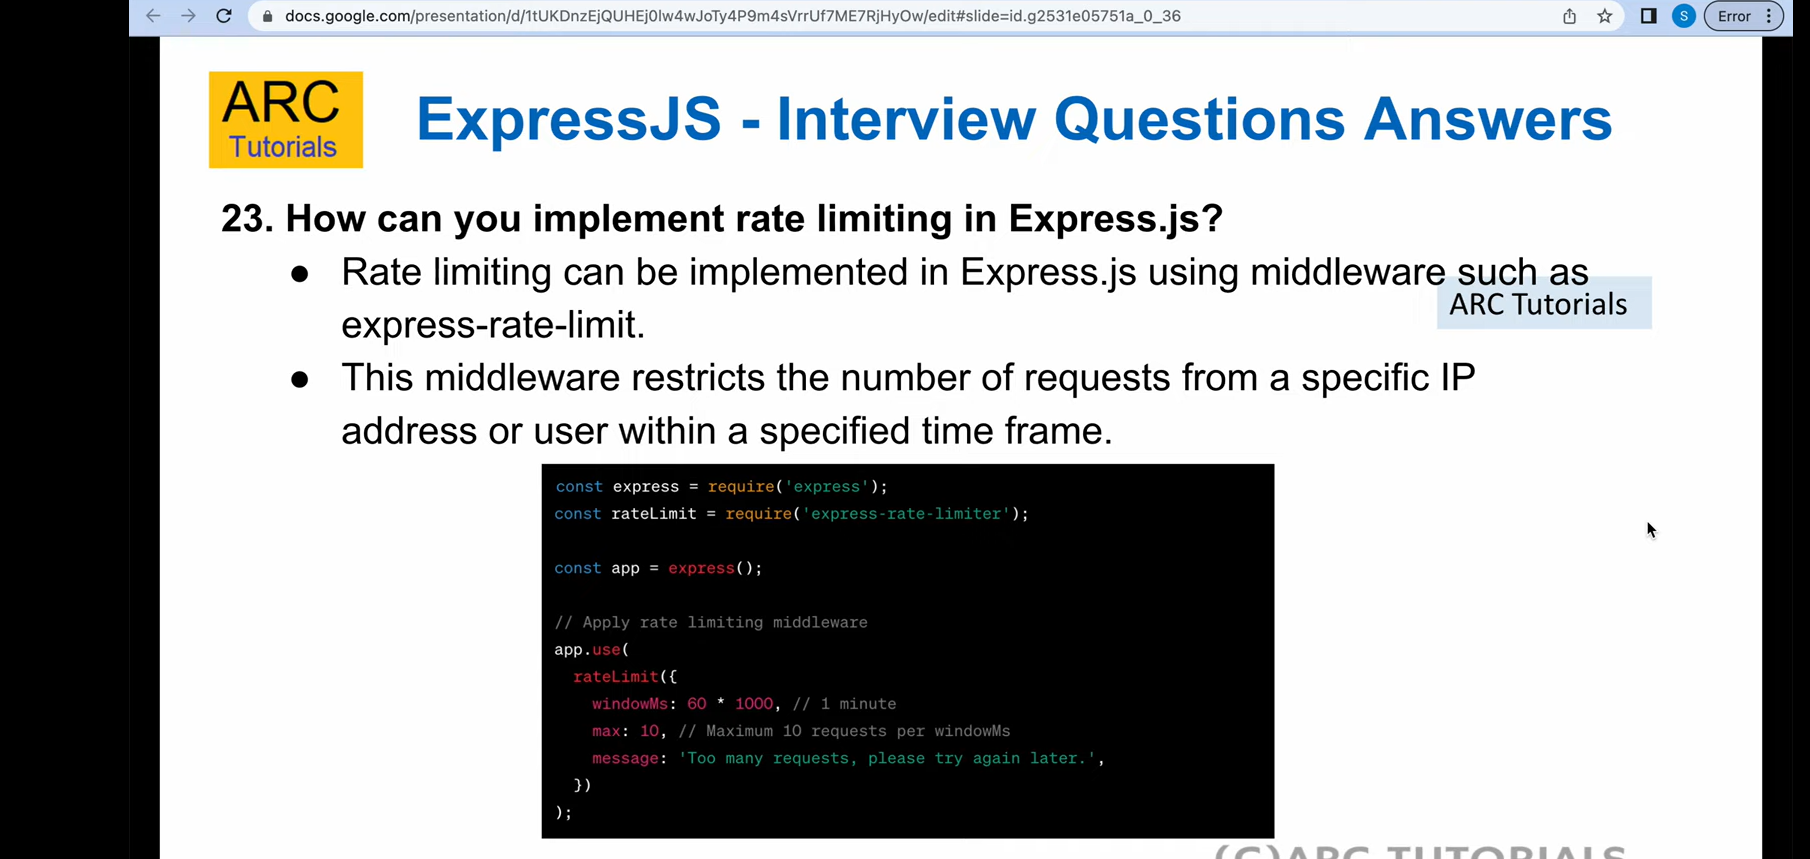 docs.google.com/presentation/d/1tUKDnzEjQUHEj0lw4wJoTy4P9m4sVrrUf7ME7RjHyOw/edit#slide=id.g2531e05751a_0_36
S
Error
ARC
Tutorials
ExpressJS - Interview Questions Answers
23. How can you implement rate limiting in Express.js?
● Rate limiting can be implemented in Express.js using middleware such as
express-rate-limit.
ARC Tutorials
● This middleware restricts the number of requests from a specific IP
address or user within a specified time frame.
const express = require('express');
const rateLimit = require('express-rate-limiter');
const app = express();
// Apply rate limiting middleware
app.use(
rateLimit({
windowMs: 60 * 1000, // 1 minute
max: 10, // Maximum 10 requests per windowMs
message: 'Too many requests, please try again later.',
})
);
(C)ARC TUTORIALS